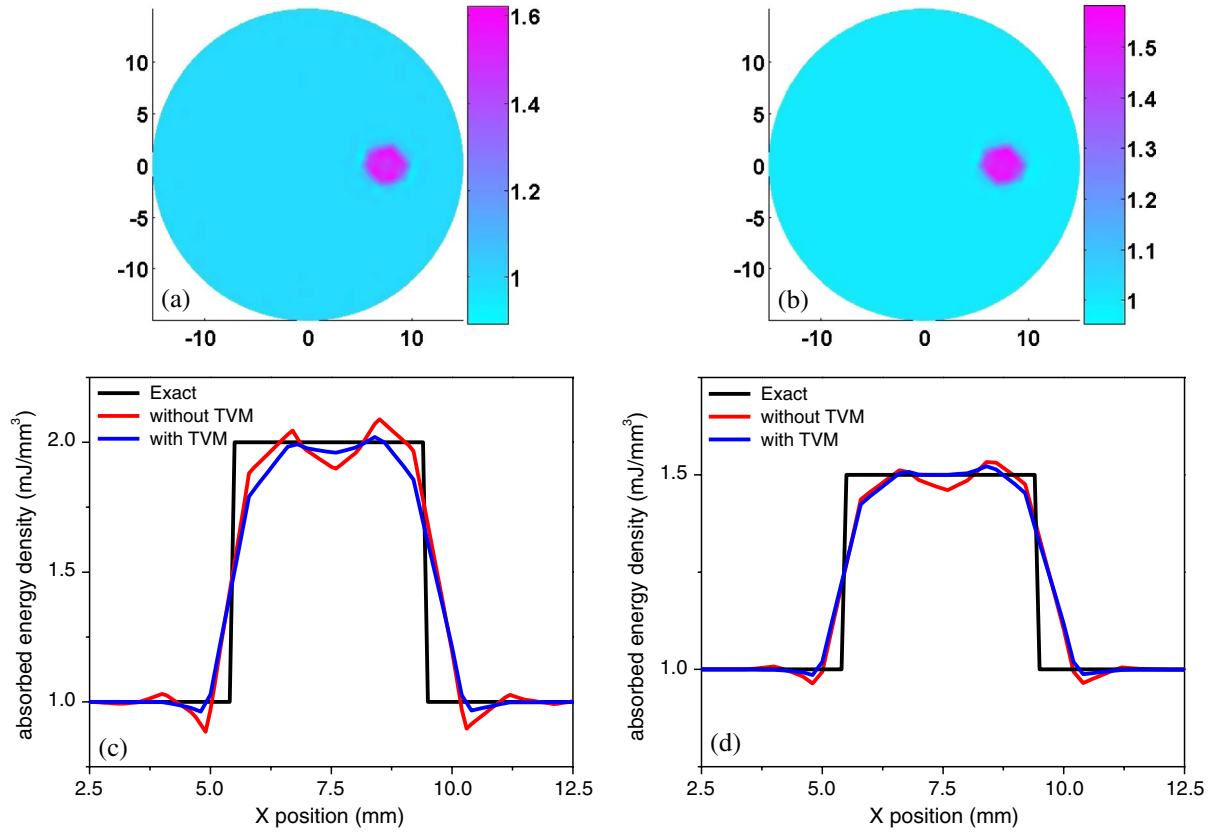 15
10
5
0
-5
-10
-10 0 10
(a)
1.6
1.4
1.2
1
10
5
0
-5
-10
-10 0 10
(b)
1.5
1.4
1.3
1.2
1.1
1
Exact
without TVM
with TVM
absorbed energy density (mJ/mm³)
2.0
1.5
1.0
(c)
2.5 5.0 7.5 10.0 12.5
X position (mm)
Exact
without TVM
with TVM
absorbed energy density (mJ/mm³)
1.5
1.0
(d)
2.5 5.0 7.5 10.0 12.5
X position (mm)